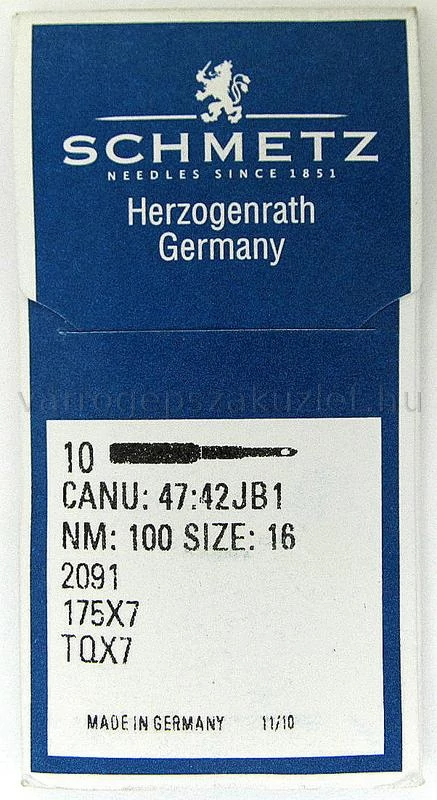 SCHMETZ
NEEDLES SINCE 1851
Herzogenrath
Germany
varrogepszakuzlet.hu
10
CANU: 47:42JB1
NM: 100 SIZE: 16
2091
175X7
TQX7
MADE IN GERMANY 11/10